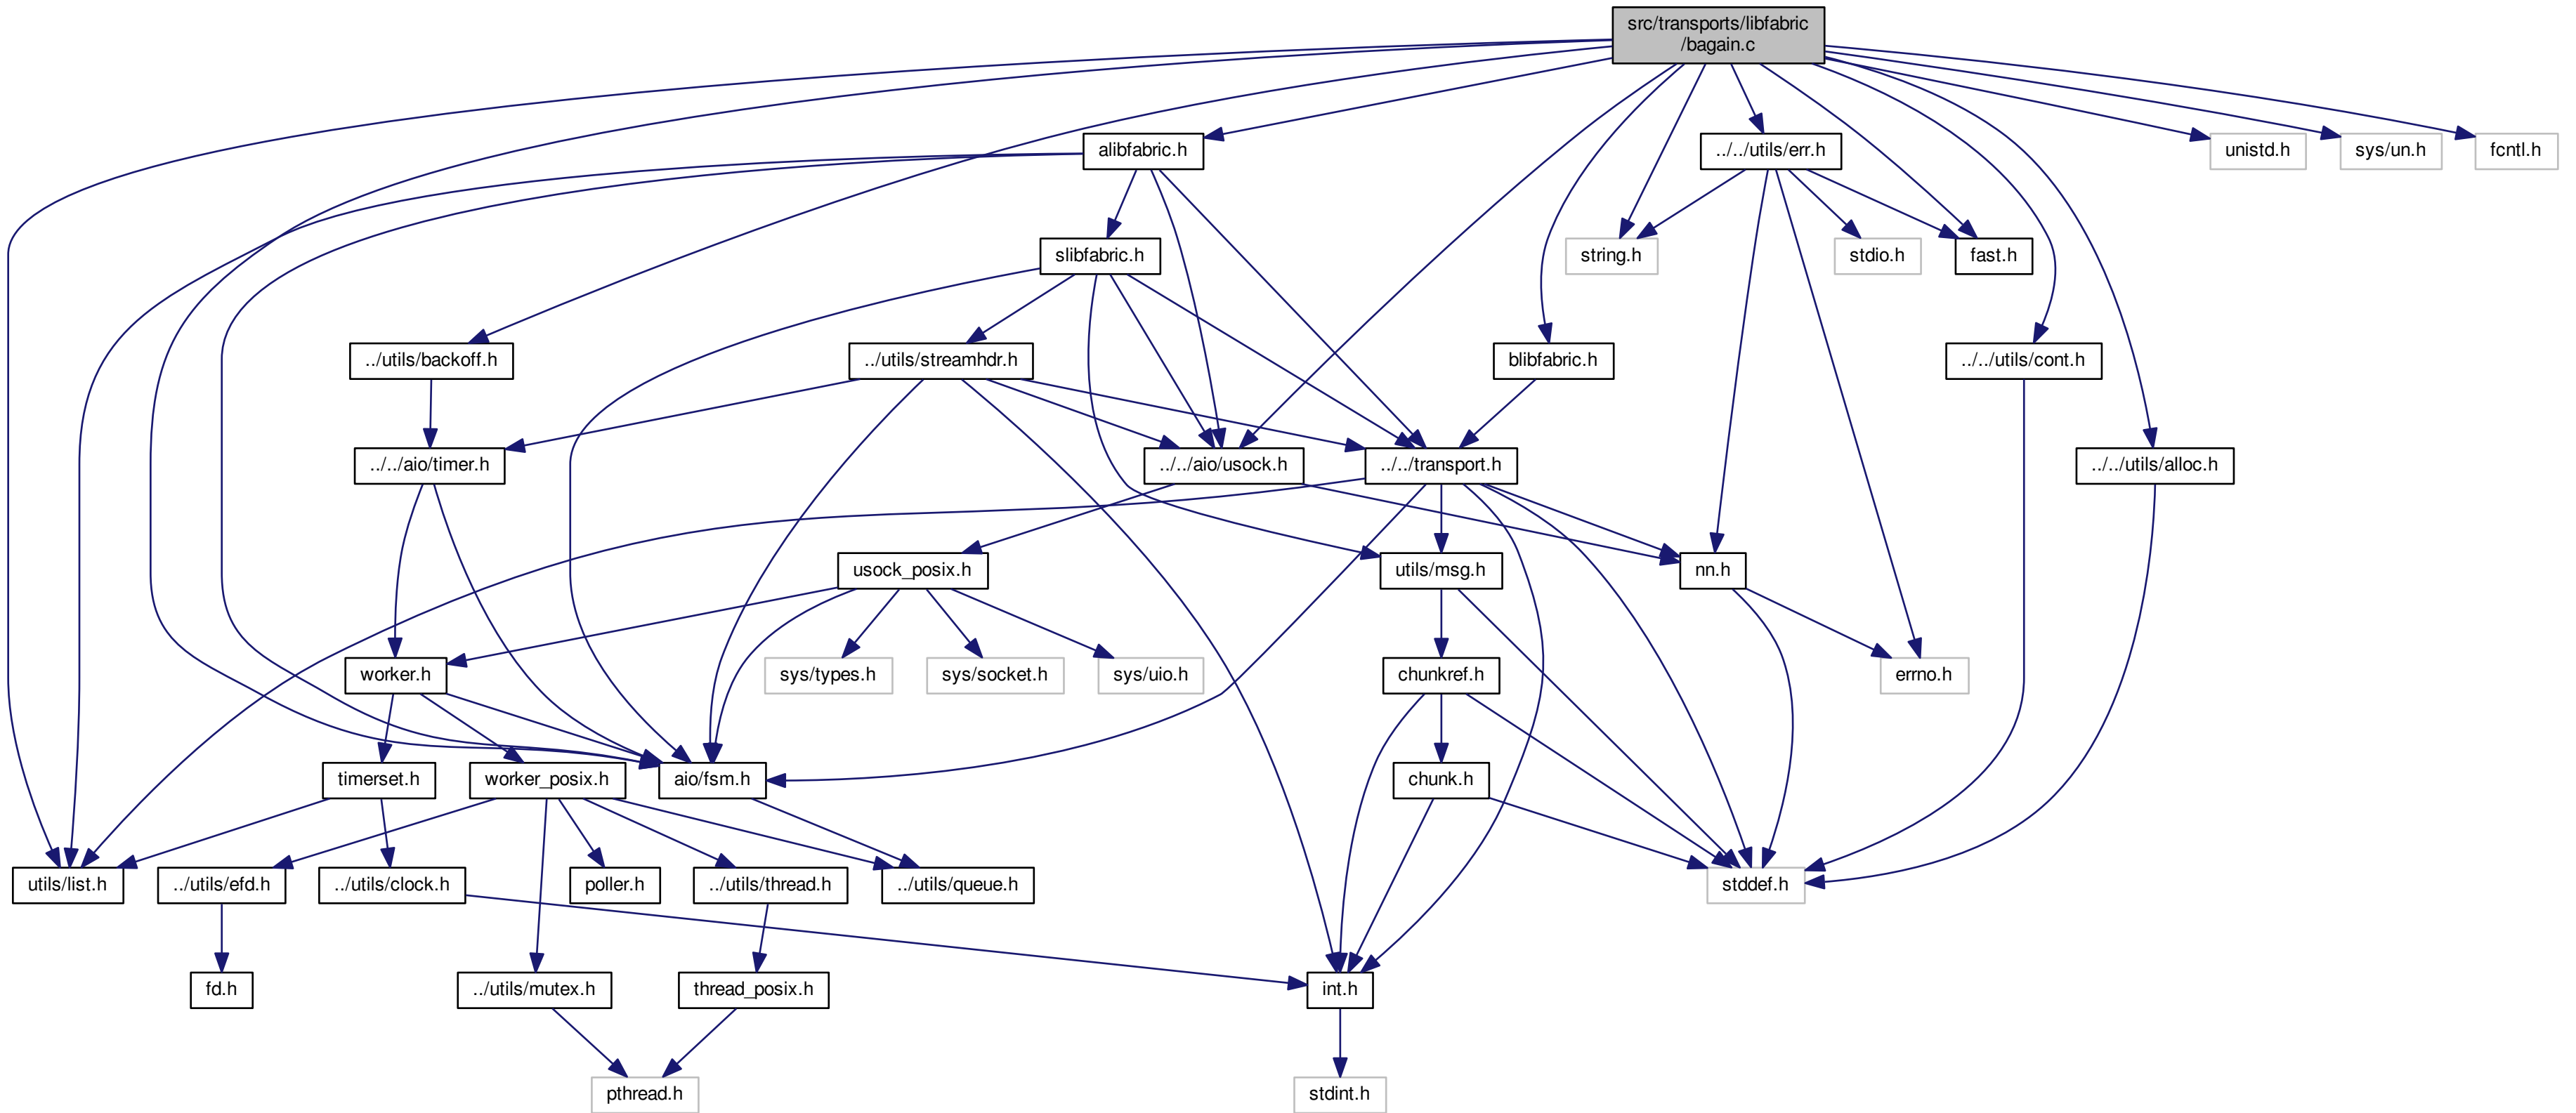 src/transports/libfabric
/bagain.c
alibfabric.h
../../utils/err.h
unistd.h
sys/un.h
fcntl.h
slibfabric.h
string.h
stdio.h
fast.h
../utils/backoff.h
../utils/streamhdr.h
blibfabric.h
../../utils/cont.h
../../aio/timer.h
../../aio/usock.h
../../transport.h
../../utils/alloc.h
usock_posix.h
utils/msg.h
nn.h
worker.h
sys/types.h
sys/socket.h
sys/uio.h
chunkref.h
errno.h
timerset.h
worker_posix.h
aio/fsm.h
chunk.h
utils/list.h
../utils/efd.h
../utils/clock.h
poller.h
../utils/thread.h
../utils/queue.h
stddef.h
fd.h
../utils/mutex.h
thread_posix.h
int.h
pthread.h
stdint.h